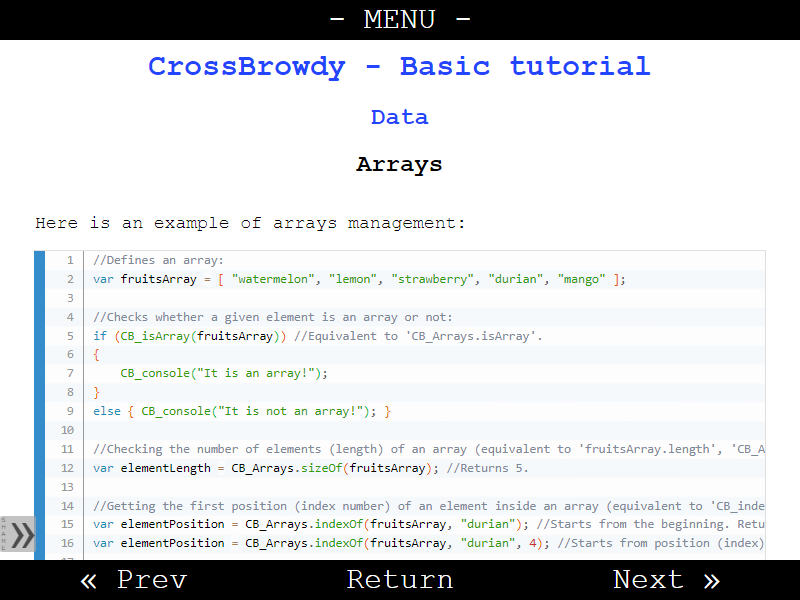 - MENU -
CrossBrowdy - Basic tutorial
Data
Arrays
Here is an example of arrays management:
1 //Defines an array:
2 var fruitsArray = [ "watermelon", "lemon", "strawberry", "durian", "mango" ];
3
4 //Checks whether a given element is an array or not:
5 if (CB_isArray(fruitsArray)) //Equivalent to 'CB_Arrays.isArray'.
6 {
7 CB_console("It is an array!");
8 }
9 else { CB_console("It is not an array!"); }
10
11 //Checking the number of elements (length) of an array (equivalent to 'fruitsArray.length', 'CB_A
12 var elementLength = CB_Arrays.sizeOf(fruitsArray); //Returns 5.
13
14 //Getting the first position (index number) of an element inside an array (equivalent to 'CB_inde
15 var elementPosition = CB_Arrays.indexOf(fruitsArray, "durian"); //Starts from the beginning. Retu
16 var elementPosition = CB_Arrays.indexOf(fruitsArray, "durian", 4); //Starts from position (index)
SHARE »
« Prev Return Next »